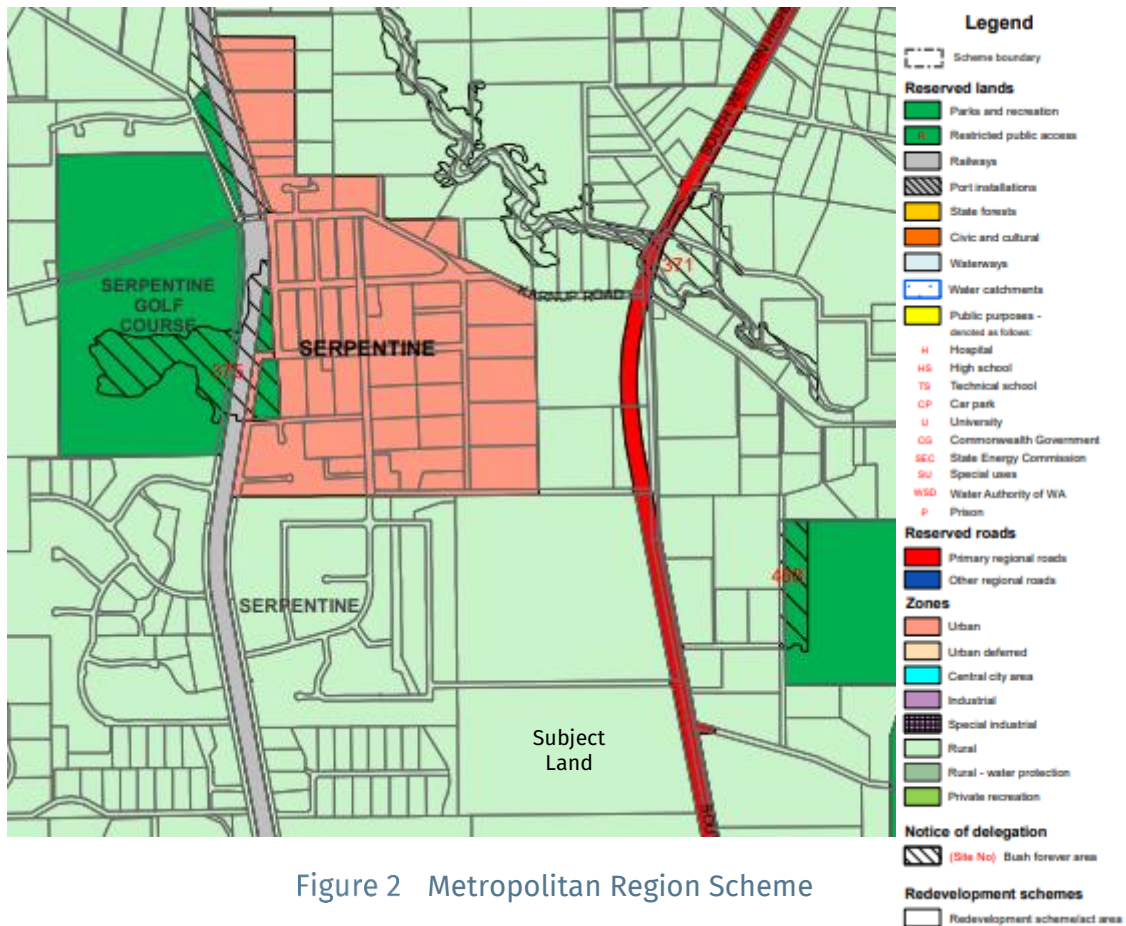 SOUTH WESTERN HIGHWAY
371
SERPENTINE
GOLF
COURSE
KARNUP ROAD
SERPENTINE
375
SERPENTINE
Subject
Land
SOU
Figure 2 Metropolitan Region Scheme
Legend
Scheme boundary
Reserved lands
Parks and recreation
R Restricted public access
Railways
Port installations
State forests
Civic and cultural
Waterways
Water catchments
Public purposes -
denoted as follows:
H Hospital
HS High school
TS Technical school
CP Car park
U University
CG Commonwealth Government
SEC State Energy Commission
SU Special uses
WSD Water Authority of WA
P Prison
Reserved roads
Primary regional roads
Other regional roads
Zones
Urban
Urban deferred
Central city area
Industrial
Special industrial
Rural
Rural - water protection
Private recreation
Notice of delegation
(Site No) Bush forever area
Redevelopment schemes
Redevelopment scheme/act area